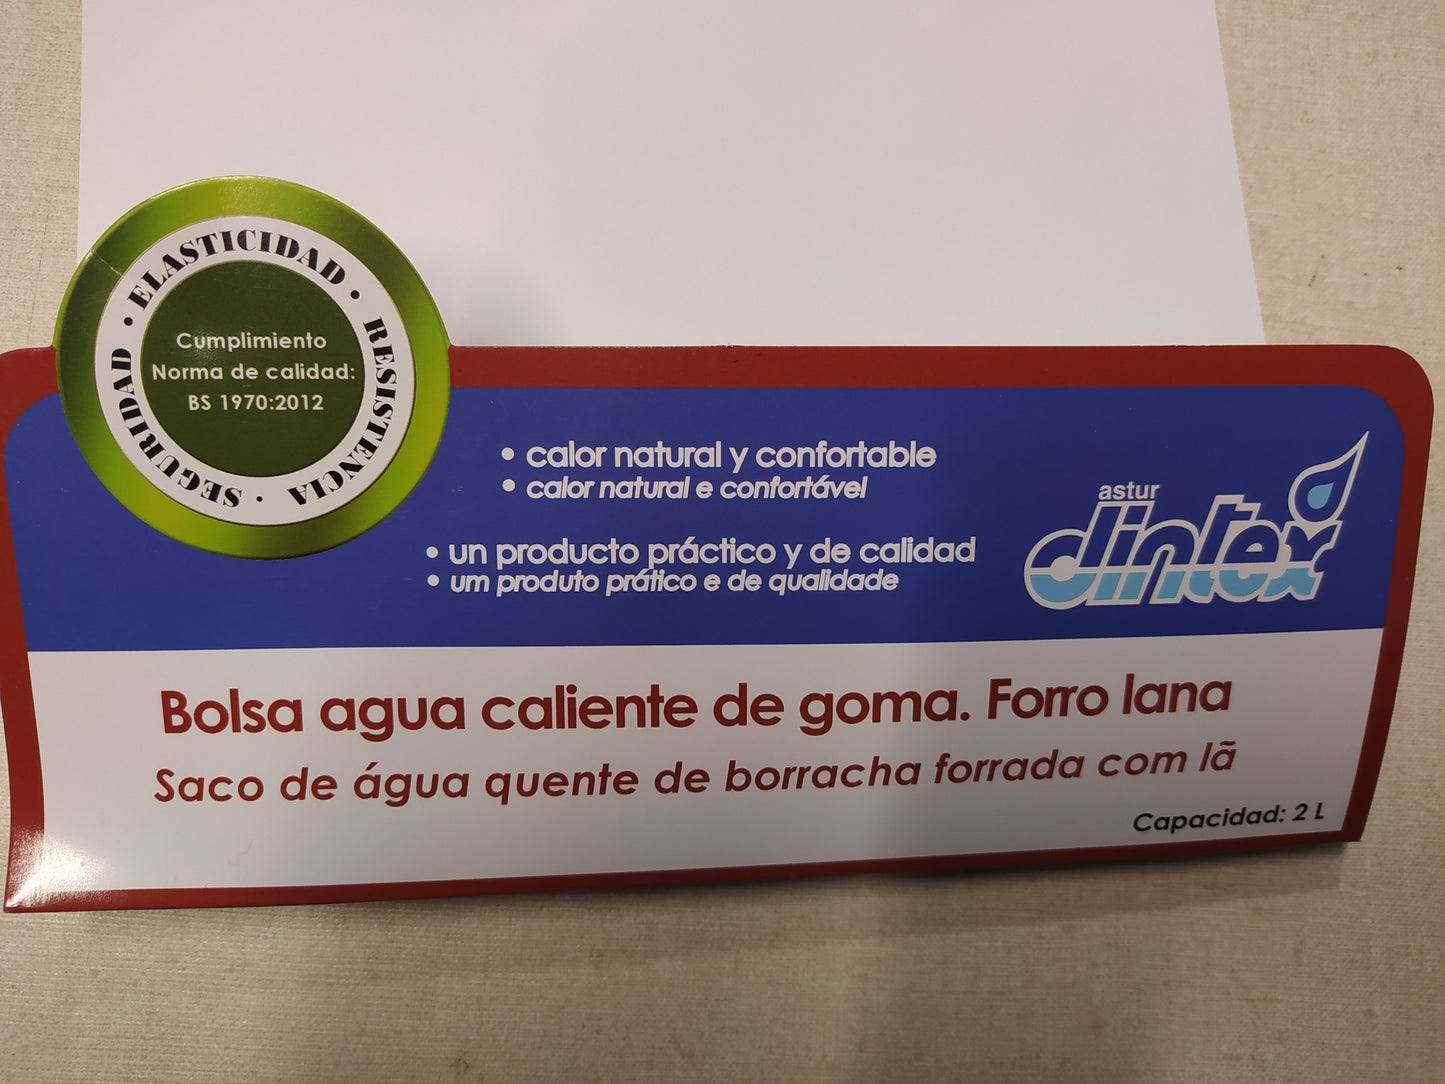 SEGURIDAD · ELASTICIDAD · RESISTENCIA ·
Cumplimiento
Norma de calidad:
BS 1970:2012
• calor natural y confortable
• calor natural e confortável
• un producto práctico y de calidad
• um produto prático e de qualidade
astur
dintex
Bolsa agua caliente de goma. Forro lana
Saco de água quente de borracha forrada com lã
Capacidad: 2 L